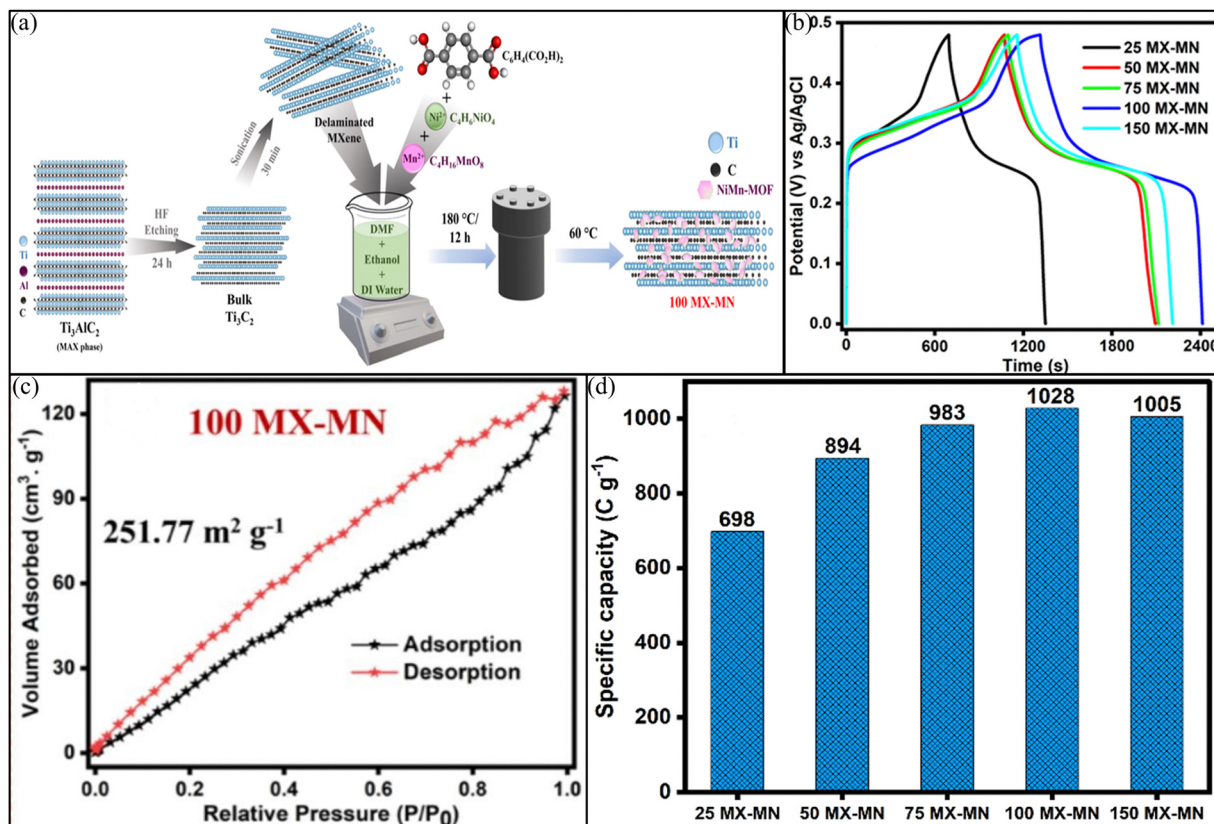 (a)
C₆H₄(CO₂H)₂
+
Ni²⁺ C₄H₆NiO₄
+
Mn²⁺ C₄H₁₆MnO₈
Delaminated
MXene
Sonication
30 min
HF
Etching
24 h
Ti
Al
C
Ti₃AlC₂
(MAX phase)
Bulk
Ti₃C₂
DMF
+
Ethanol
+
DI Water
180 °C/
12 h
60 °C
Ti
C
NiMn-MOF
100 MX-MN
(b)
Potential (V) vs Ag/AgCl
0.5
0.4
0.3
0.2
0.1
0.0
25 MX-MN
50 MX-MN
75 MX-MN
100 MX-MN
150 MX-MN
0 600 1200 1800 2400
Time (s)
(c)
100 MX-MN
251.77 m² g⁻¹
Volume Adsorbed (cm³. g⁻¹)
120
90
60
30
0
Adsorption
Desorption
0.0 0.2 0.4 0.6 0.8 1.0
Relative Pressure (P/P₀)
(d)
Specific capacity (C g⁻¹)
1000
800
600
400
200
0
698
894
983
1028
1005
25 MX-MN 50 MX-MN 75 MX-MN 100 MX-MN 150 MX-MN